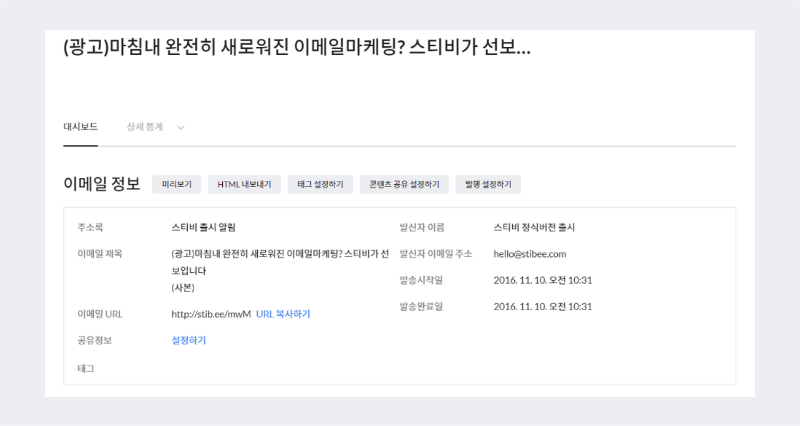 (광고)마침내 완전히 새로워진 이메일마케팅? 스티비가 선보...
대시보드 상세 통계
이메일 정보 미리보기 HTML 내보내기 태그 설정하기 콘텐츠 공유 설정하기 발행 설정하기
주소록 스티비 출시 알림
이메일 제목 (광고)마침내 완전히 새로워진 이메일마케팅? 스티비가 선
보입니다
(사본)
이메일 URL http://stib.ee/mwM URL 복사하기
공유정보 설정하기
태그
발신자 이름 스티비 정식버전 출시
발신자 이메일 주소 hello@stibee.com
발송시작일 2016. 11. 10. 오전 10:31
발송완료일 2016. 11. 10. 오전 10:31